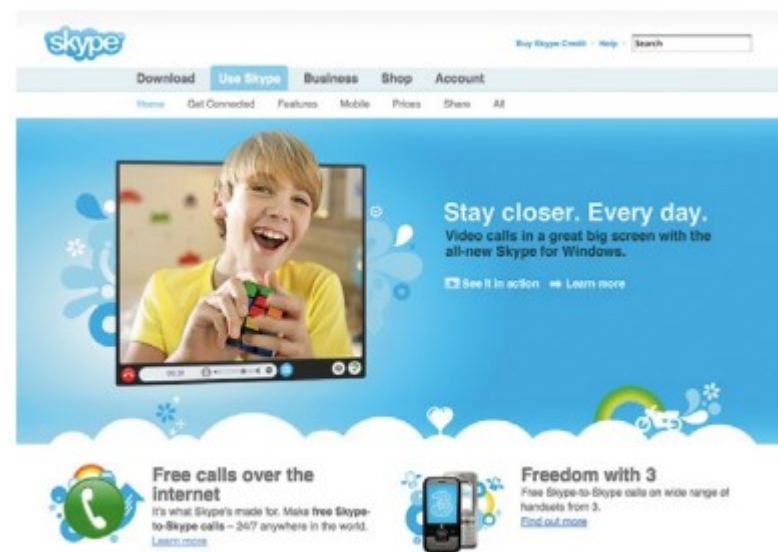 skype
Buy Skype Credit · Help · Search
Download Use Skype Business Shop Account
Home Get Connected Features Mobile Prices Share All
Stay closer. Every day.
Video calls in a great big screen with the
all-new Skype for Windows.
See it in action Learn more
Free calls over the
internet
It's what Skype's made for. Make free Skype-
to-Skype calls – 24/7 anywhere in the world.
Learn more
Freedom with 3
Free Skype-to-Skype calls on wide range of
handsets from 3.
Find out more